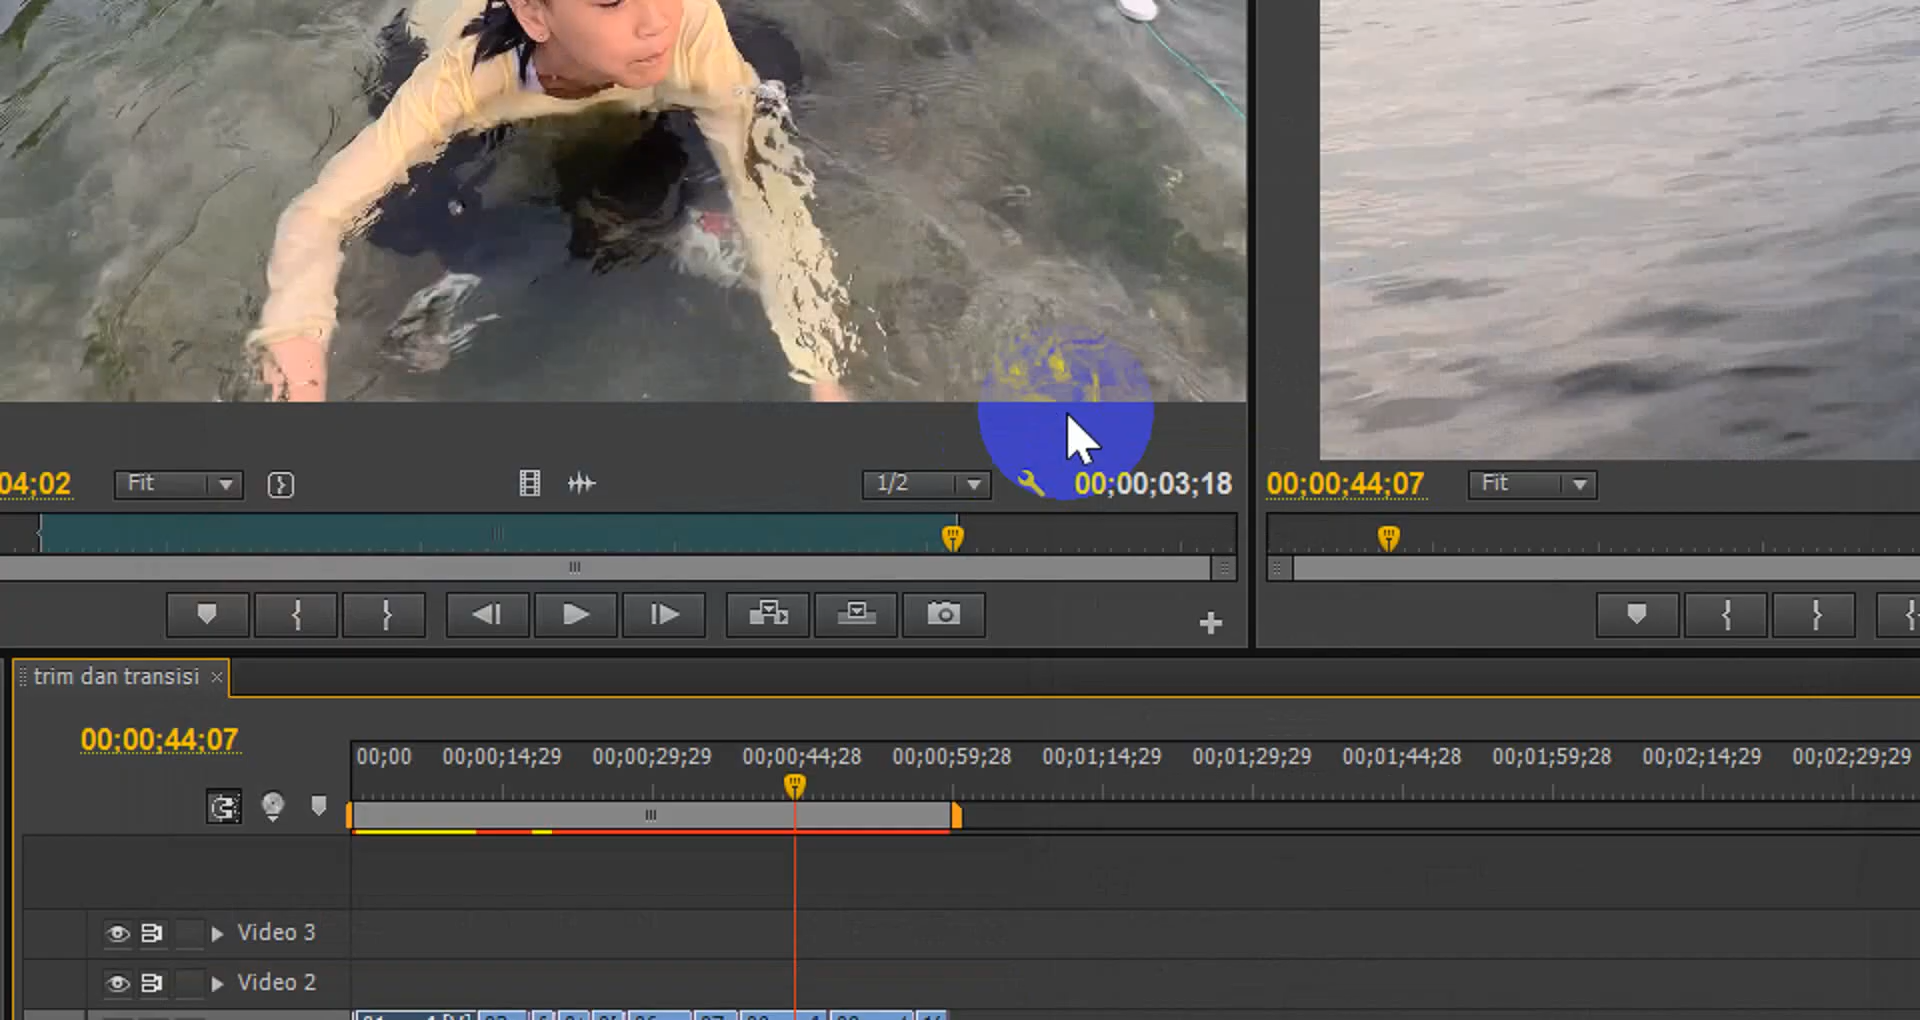 04;02 Fit 1/2 00;00;03;18 00;00;44;07 Fit
trim dan transisi
00;00;44;07
00;00 00;00;14;29 00;00;29;29 00;00;44;28 00;00;59;28 00;01;14;29 00;01;29;29 00;01;44;28 00;01;59;28 00;02;14;29 00;02;29;29
Video 3
Video 2